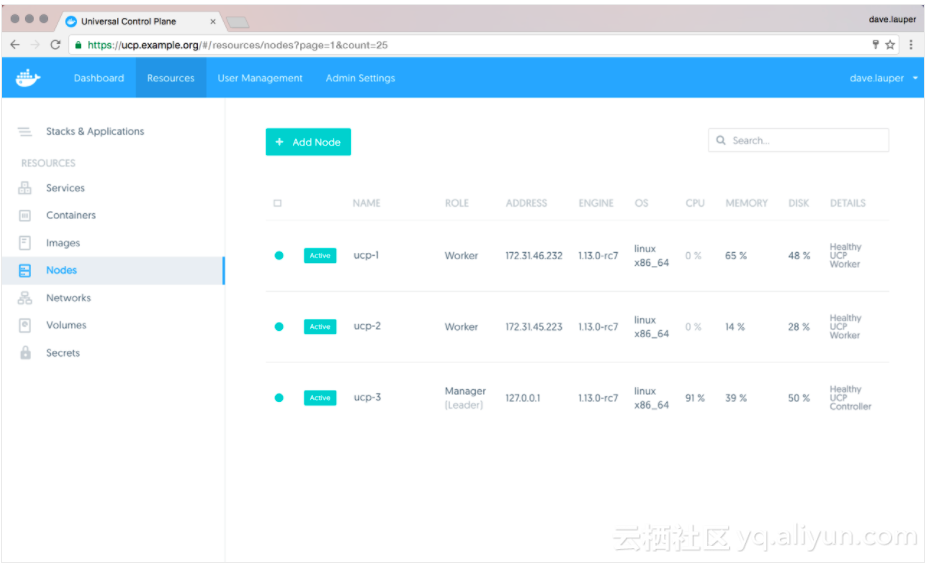 Universal Control Plane
dave.lauper
https://ucp.example.org/#/resources/nodes?page=1&count=25
Dashboard Resources User Management Admin Settings dave.lauper
Stacks & Applications
RESOURCES
Services
Containers
Images
Nodes
Networks
Volumes
Secrets
+ Add Node
Search...
NAME ROLE ADDRESS ENGINE OS CPU MEMORY DISK DETAILS
Active ucp-1 Worker 172.31.46.232 1.13.0-rc7 linux x86_64 0 % 65 % 48 % Healthy UCP Worker
Active ucp-2 Worker 172.31.45.223 1.13.0-rc7 linux x86_64 0 % 14 % 28 % Healthy UCP Worker
Active ucp-3 Manager (Leader) 127.0.0.1 1.13.0-rc7 linux x86_64 91 % 39 % 50 % Healthy UCP Controller
云栖社区 yq.aliyun.com